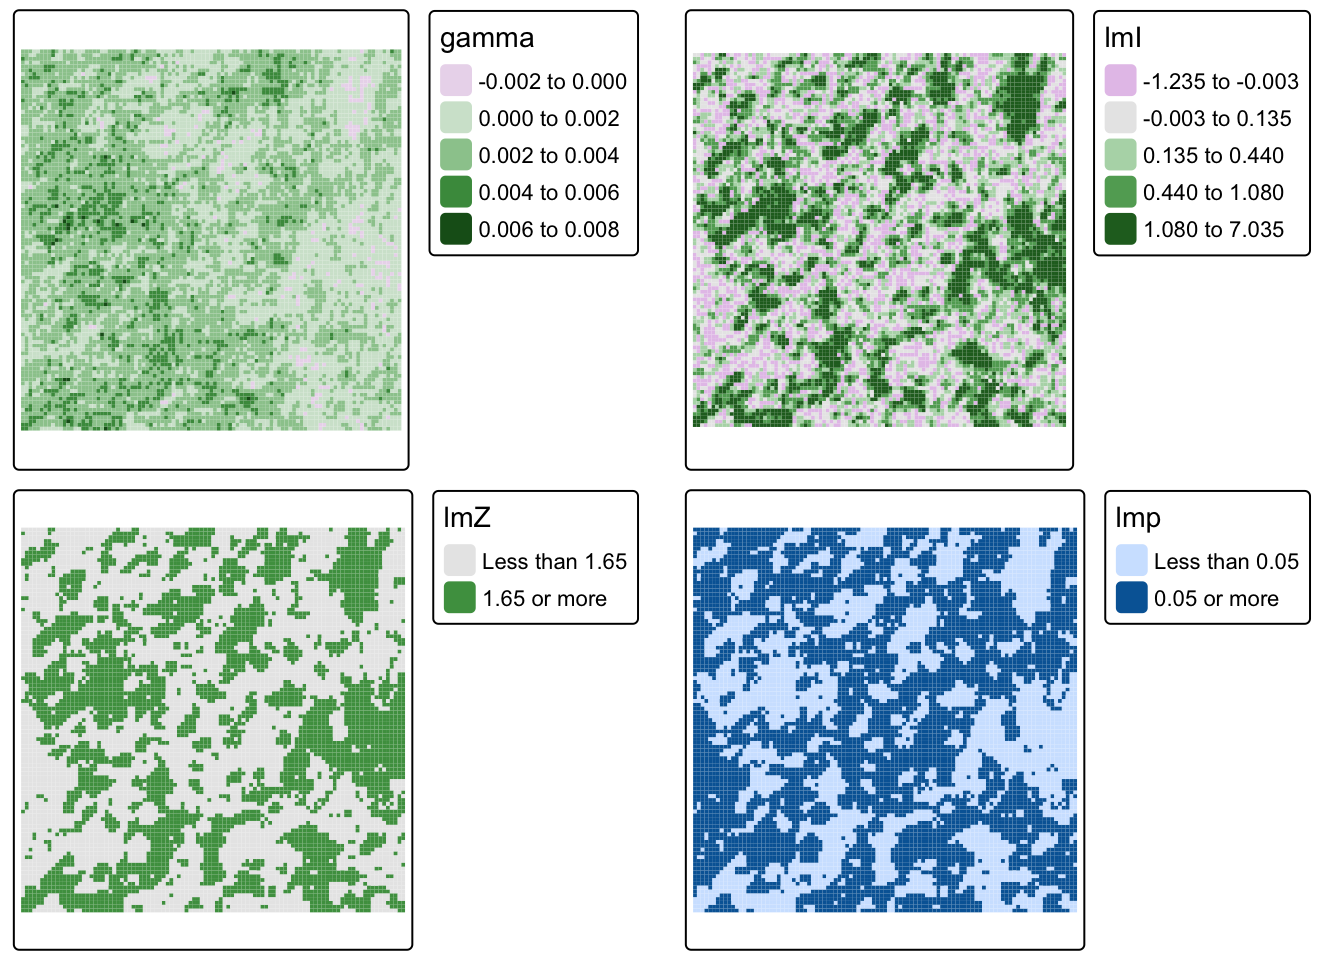 gamma
-0.002 to 0.000
0.000 to 0.002
0.002 to 0.004
0.004 to 0.006
0.006 to 0.008
lmI
-1.235 to -0.003
-0.003 to 0.135
0.135 to 0.440
0.440 to 1.080
1.080 to 7.035
lmZ
Less than 1.65
1.65 or more
lmp
Less than 0.05
0.05 or more